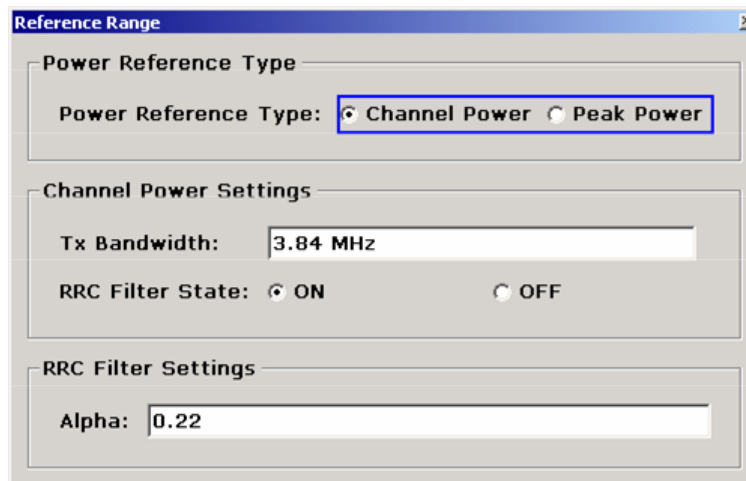 Reference Range
Power Reference Type
Power Reference Type: Channel Power Peak Power
Channel Power Settings
Tx Bandwidth: 3.84 MHz
RRC Filter State: ON OFF
RRC Filter Settings
Alpha: 0.22